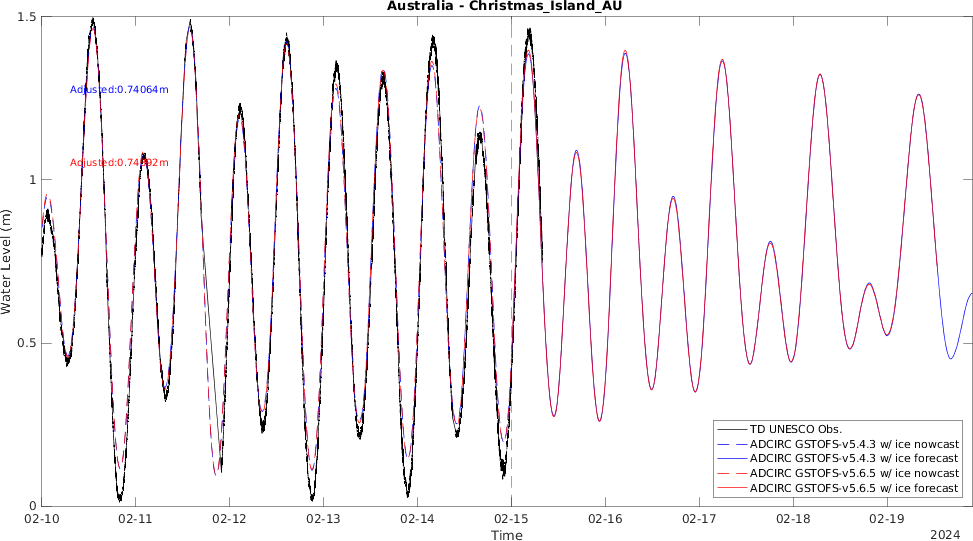 Australia - Christmas_Island_AU
1.5
1
0.5
0
Water Level (m)
Adjusted:0.74064m
Adjusted:0.74992m
TD UNESCO Obs.
ADCIRC GSTOFS-v5.4.3 w/ ice nowcast
ADCIRC GSTOFS-v5.4.3 w/ ice forecast
ADCIRC GSTOFS-v5.6.5 w/ ice nowcast
ADCIRC GSTOFS-v5.6.5 w/ ice forecast
02-10 02-11 02-12 02-13 02-14 02-15 02-16 02-17 02-18 02-19
Time
2024